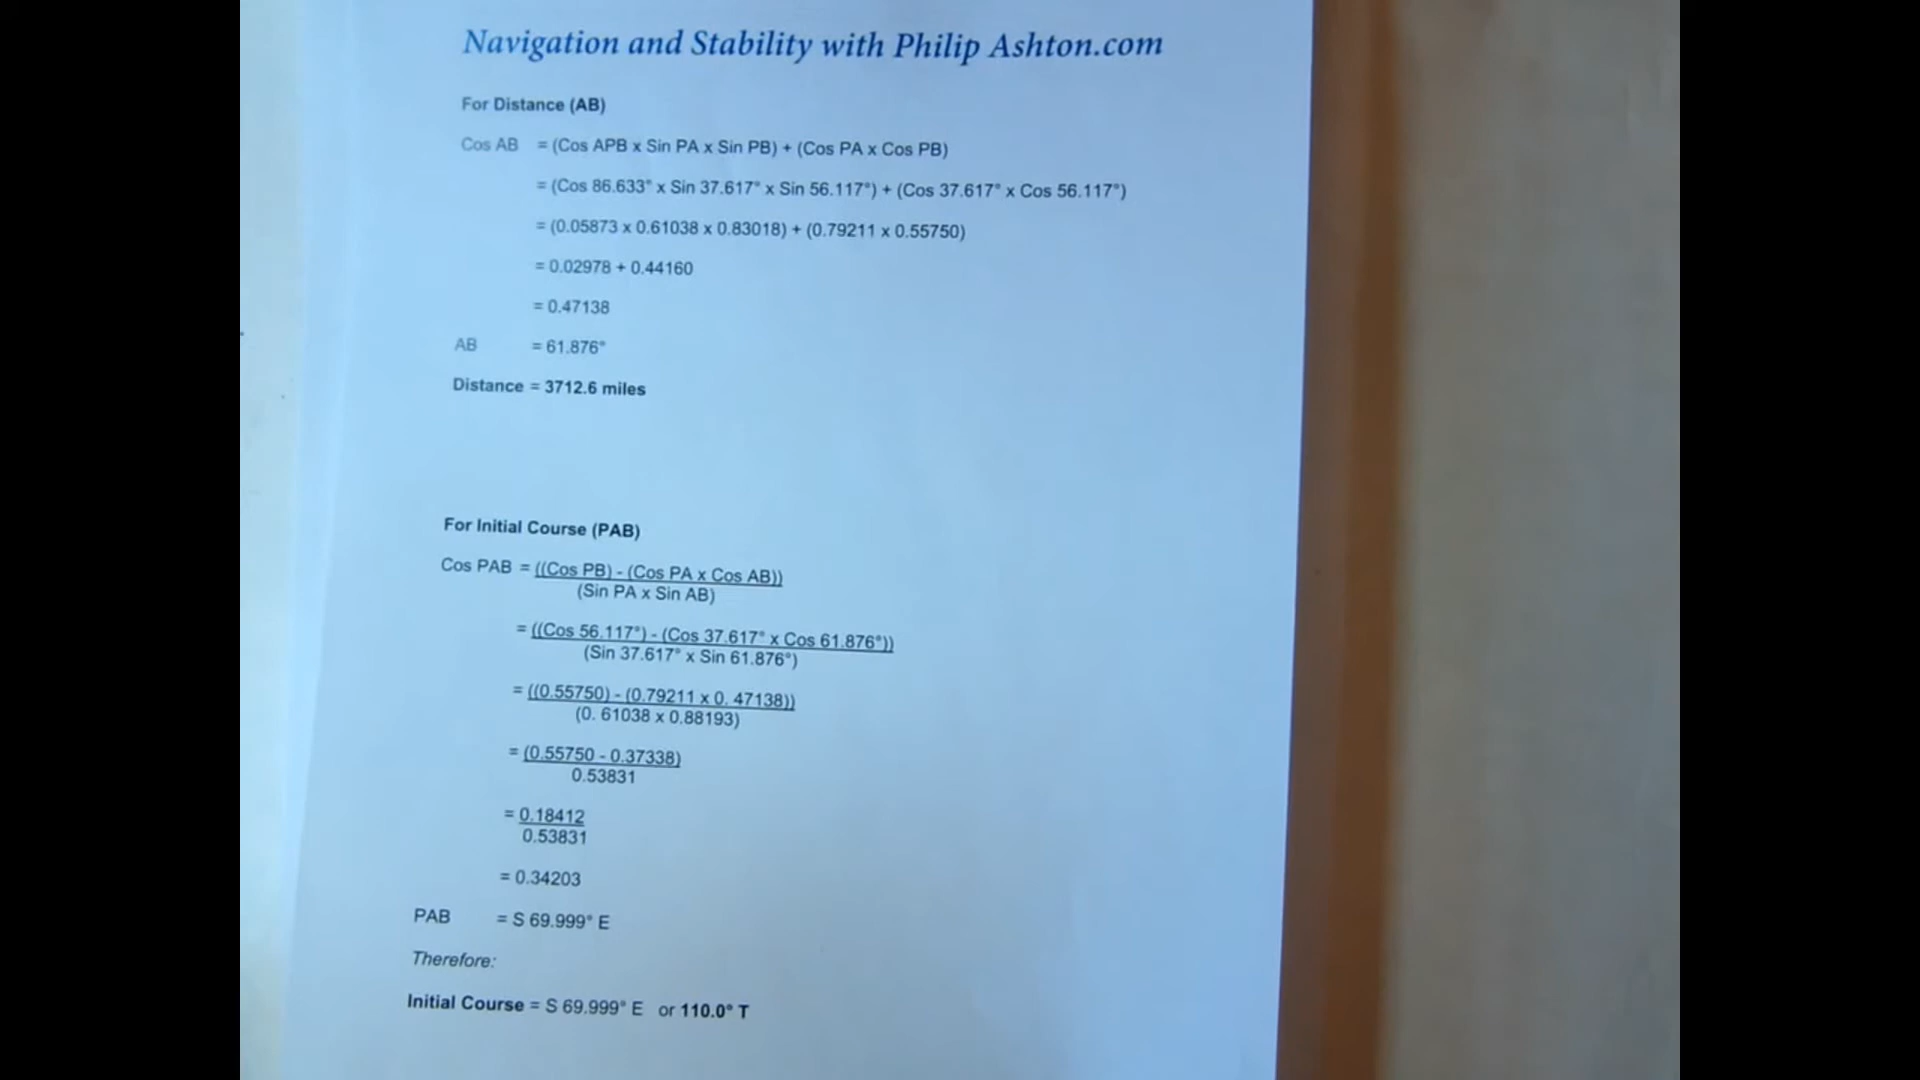 Navigation and Stability with Philip Ashton.com
For Distance (AB)
Cos AB = (Cos APB x Sin PA x Sin PB) + (Cos PA x Cos PB)
= (Cos 86.633° x Sin 37.617° x Sin 56.117°) + (Cos 37.617° x Cos 56.117°)
= (0.05873 x 0.61038 x 0.83018) + (0.79211 x 0.55750)
= 0.02978 + 0.44160
= 0.47138
AB = 61.876°
Distance = 3712.6 miles
For Initial Course (PAB)
Cos PAB = ((Cos PB) - (Cos PA x Cos AB))
(Sin PA x Sin AB)
= ((Cos 56.117°) - (Cos 37.617° x Cos 61.876°))
(Sin 37.617° x Sin 61.876°)
= ((0.55750) - (0.79211 x 0. 47138))
(0. 61038 x 0.88193)
= (0.55750 - 0.37338)
0.53831
= 0.18412
0.53831
= 0.34203
PAB = S 69.999° E
Therefore:
Initial Course = S 69.999° E or 110.0° T